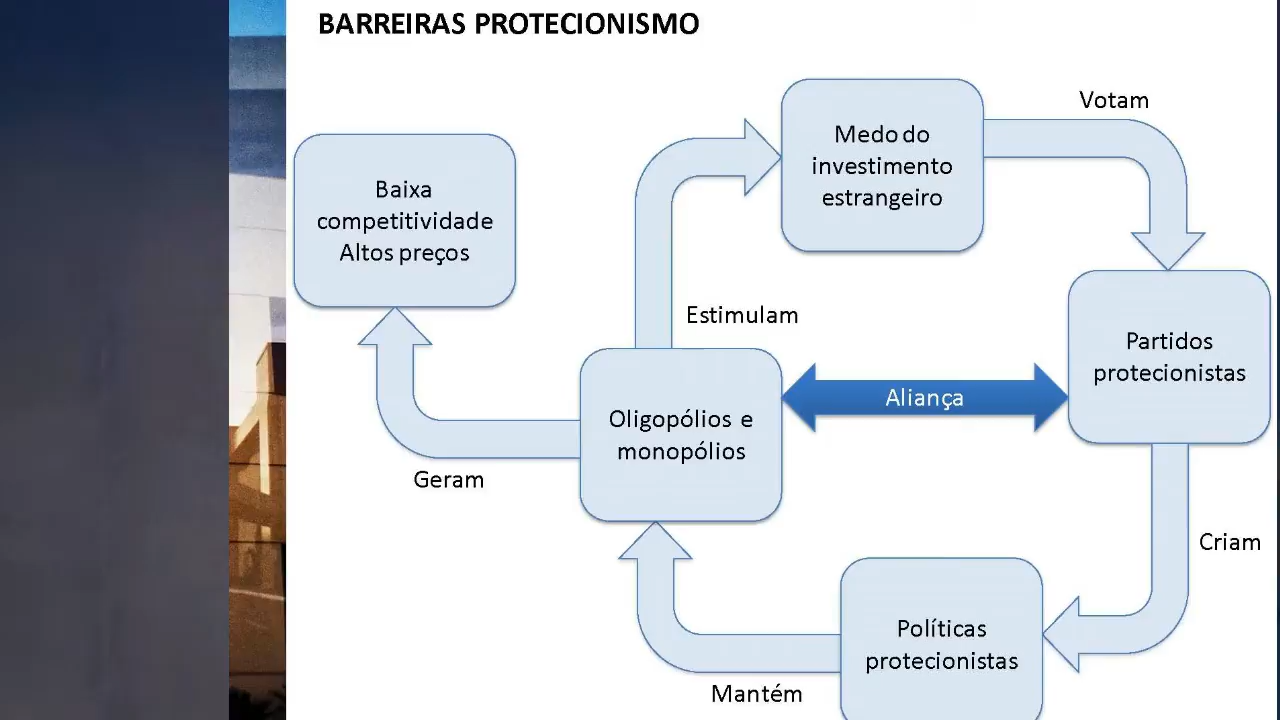 BARREIRAS PROTECIONISMO
Votam
Medo do
investimento
estrangeiro
Baixa
competitividade
Altos preços
Estimulam
Partidos
protecionistas
Aliança
Oligopólios e
monopólios
Geram
Criam
Políticas
protecionistas
Mantém